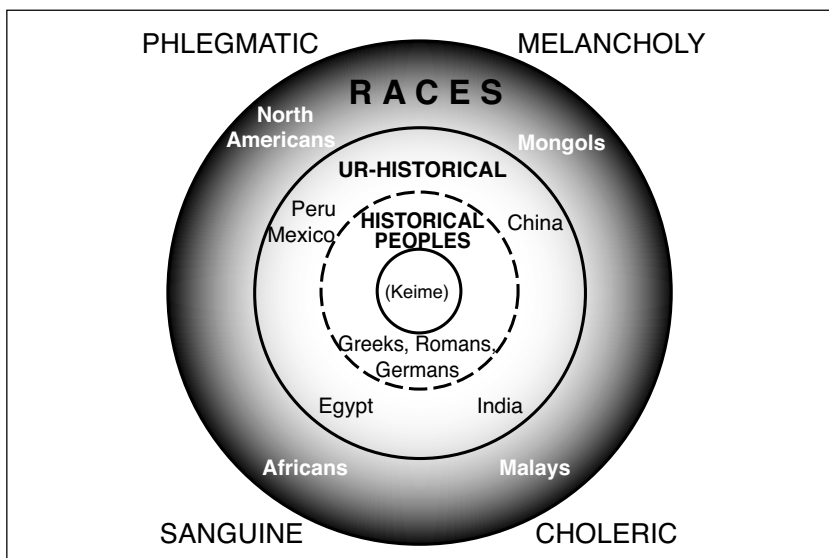 PHLEGMATIC
MELANCHOLY
RACES
North
Americans
Mongols
UR-HISTORICAL
Peru
Mexico
HISTORICAL
PEOPLES
China
(Keime)
Greeks, Romans,
Germans
Egypt
India
Africans
Malays
SANGUINE
CHOLERIC